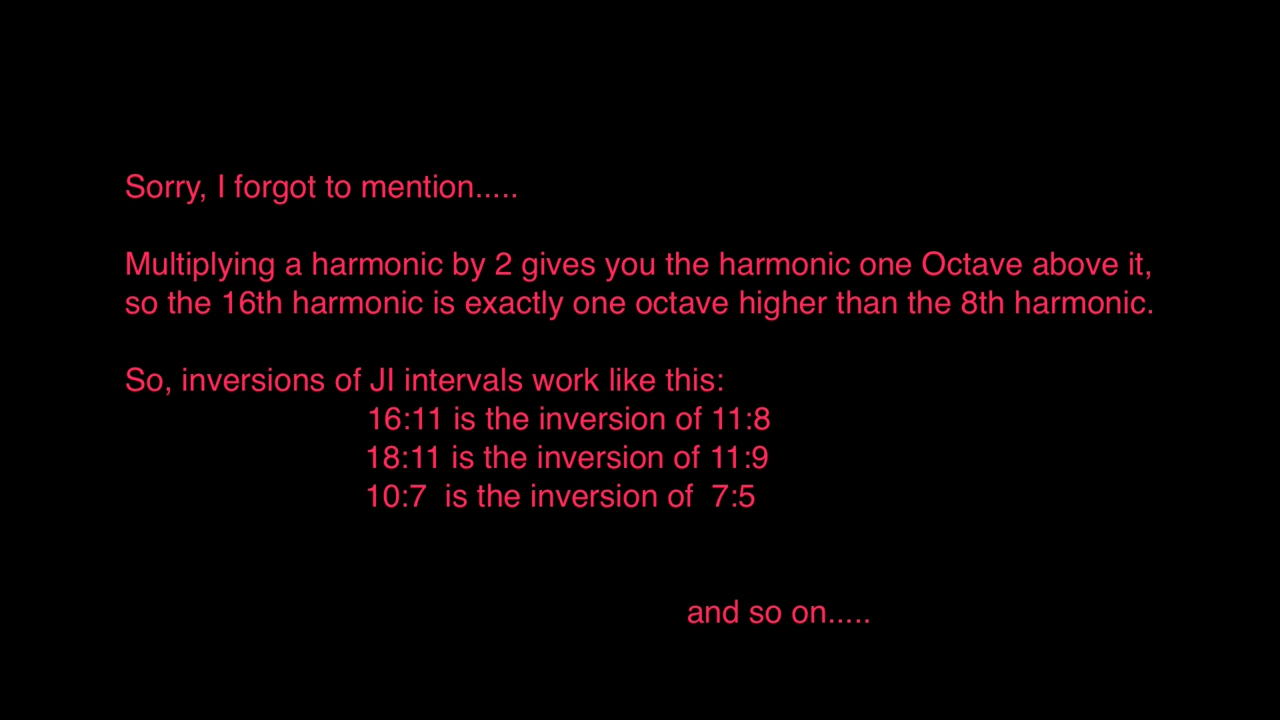 Sorry, I forgot to mention.....
Multiplying a harmonic by 2 gives you the harmonic one Octave above it,
so the 16th harmonic is exactly one octave higher than the 8th harmonic.
So, inversions of JI intervals work like this:
16:11 is the inversion of 11:8
18:11 is the inversion of 11:9
10:7  is the inversion of  7:5
and so on.....